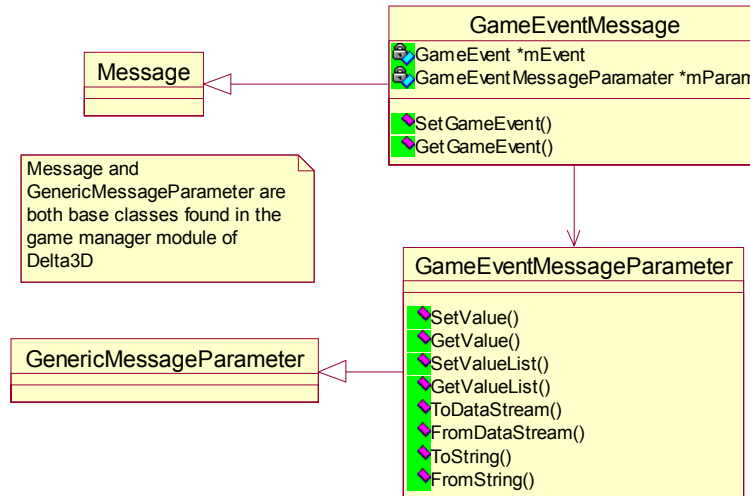 GameEventMessage
GameEvent *mEvent
GameEventMessageParamater *mParam
SetGameEvent()
GetGameEvent()
Message
Message and
GenericMessageParameter are
both base classes found in the
game manager module of
Delta3D
GameEventMessageParameter
SetValue()
GetValue()
SetValueList()
GetValueList()
ToDataStream()
FromDataStream()
ToString()
FromString()
GenericMessageParameter